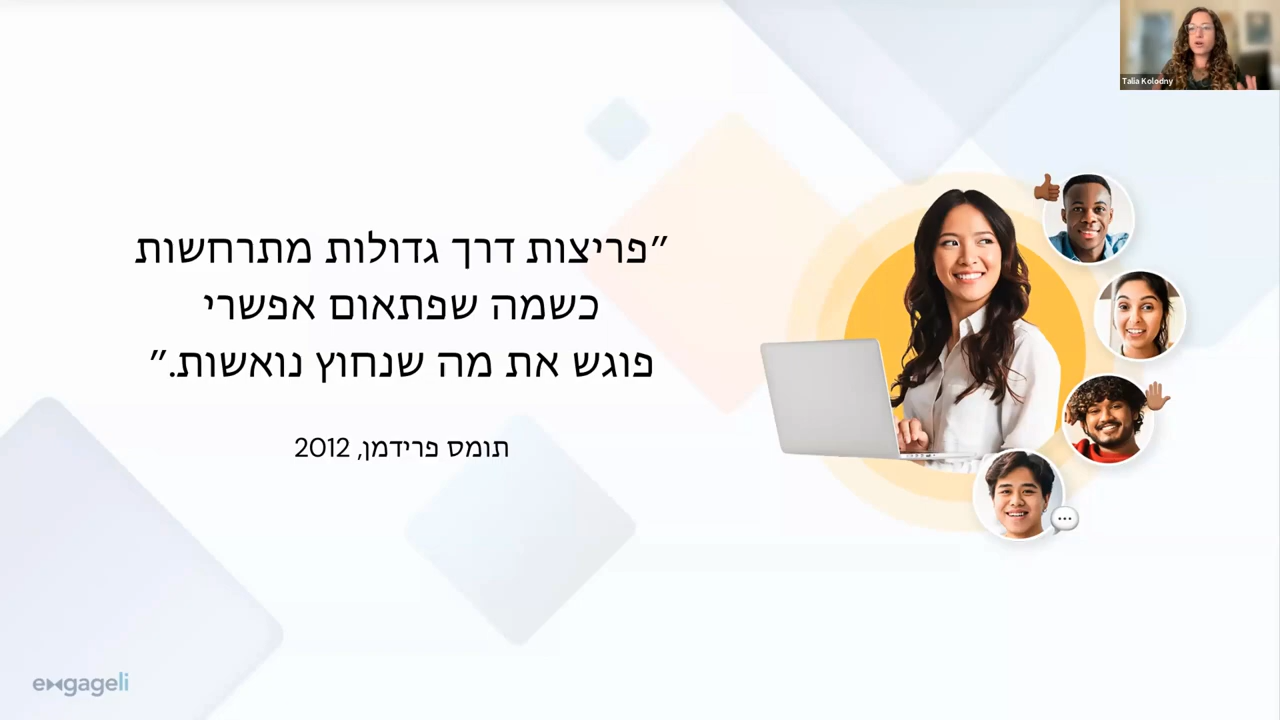 Talia Kolodny
"פריצות דרך גדולות מתרחשות
כשמה שפתאום אפשרי
פוגש את מה שנחוץ נואשות."
תומס פרידמן, 2012
engageli